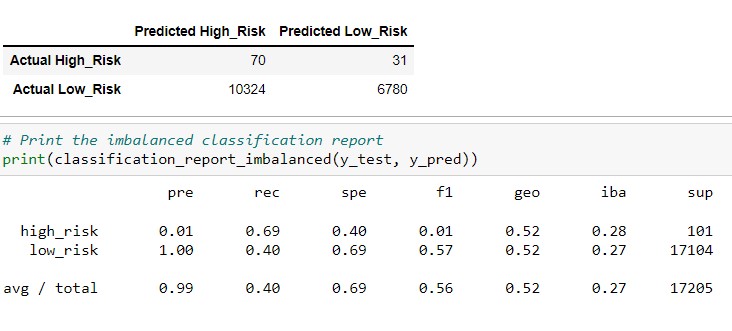 Predicted High_Risk Predicted Low_Risk
Actual High_Risk 70 31
Actual Low_Risk 10324 6780
# Print the imbalanced classification report
print(classification_report_imbalanced(y_test, y_pred))
pre rec spe f1 geo iba sup
high_risk 0.01 0.69 0.40 0.01 0.52 0.28 101
low_risk 1.00 0.40 0.69 0.57 0.52 0.27 17104
avg / total 0.99 0.40 0.69 0.56 0.52 0.27 17205